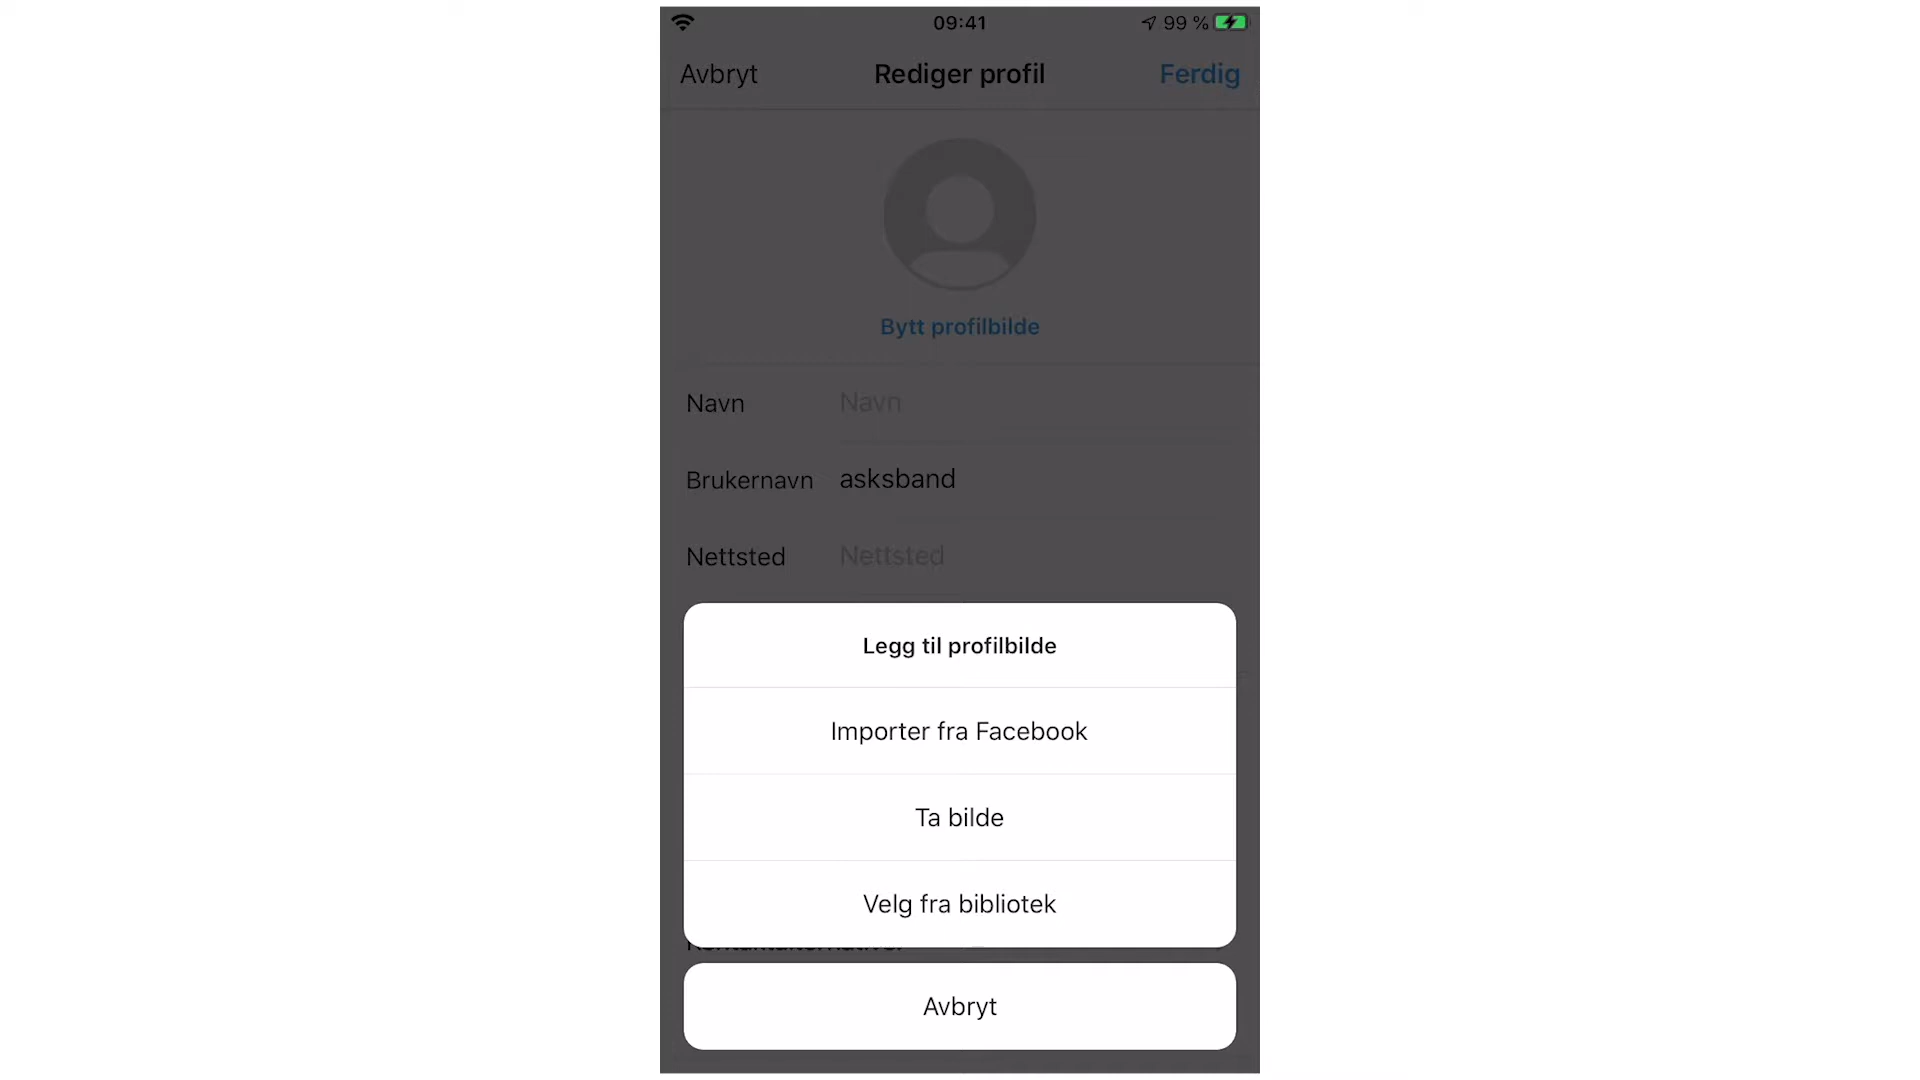 09:41
99 %
Avbryt
Rediger profil
Ferdig
Bytt profilbilde
Navn
Navn
Brukernavn
asksband
Nettsted
Nettsted
Legg til profilbilde
Importer fra Facebook
Ta bilde
Velg fra bibliotek
Avbryt